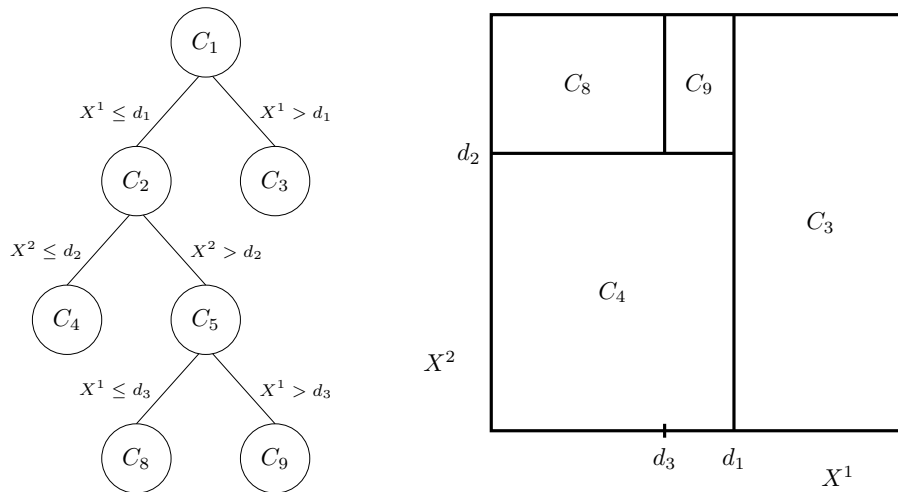 C₁
X¹ ≤ d₁
X¹ > d₁
C₂
C₃
X² ≤ d₂
X² > d₂
C₄
C₅
X¹ ≤ d₃
X¹ > d₃
C₈
C₉
C₈
C₉
d₂
C₃
C₄
X²
d₃
d₁
X¹